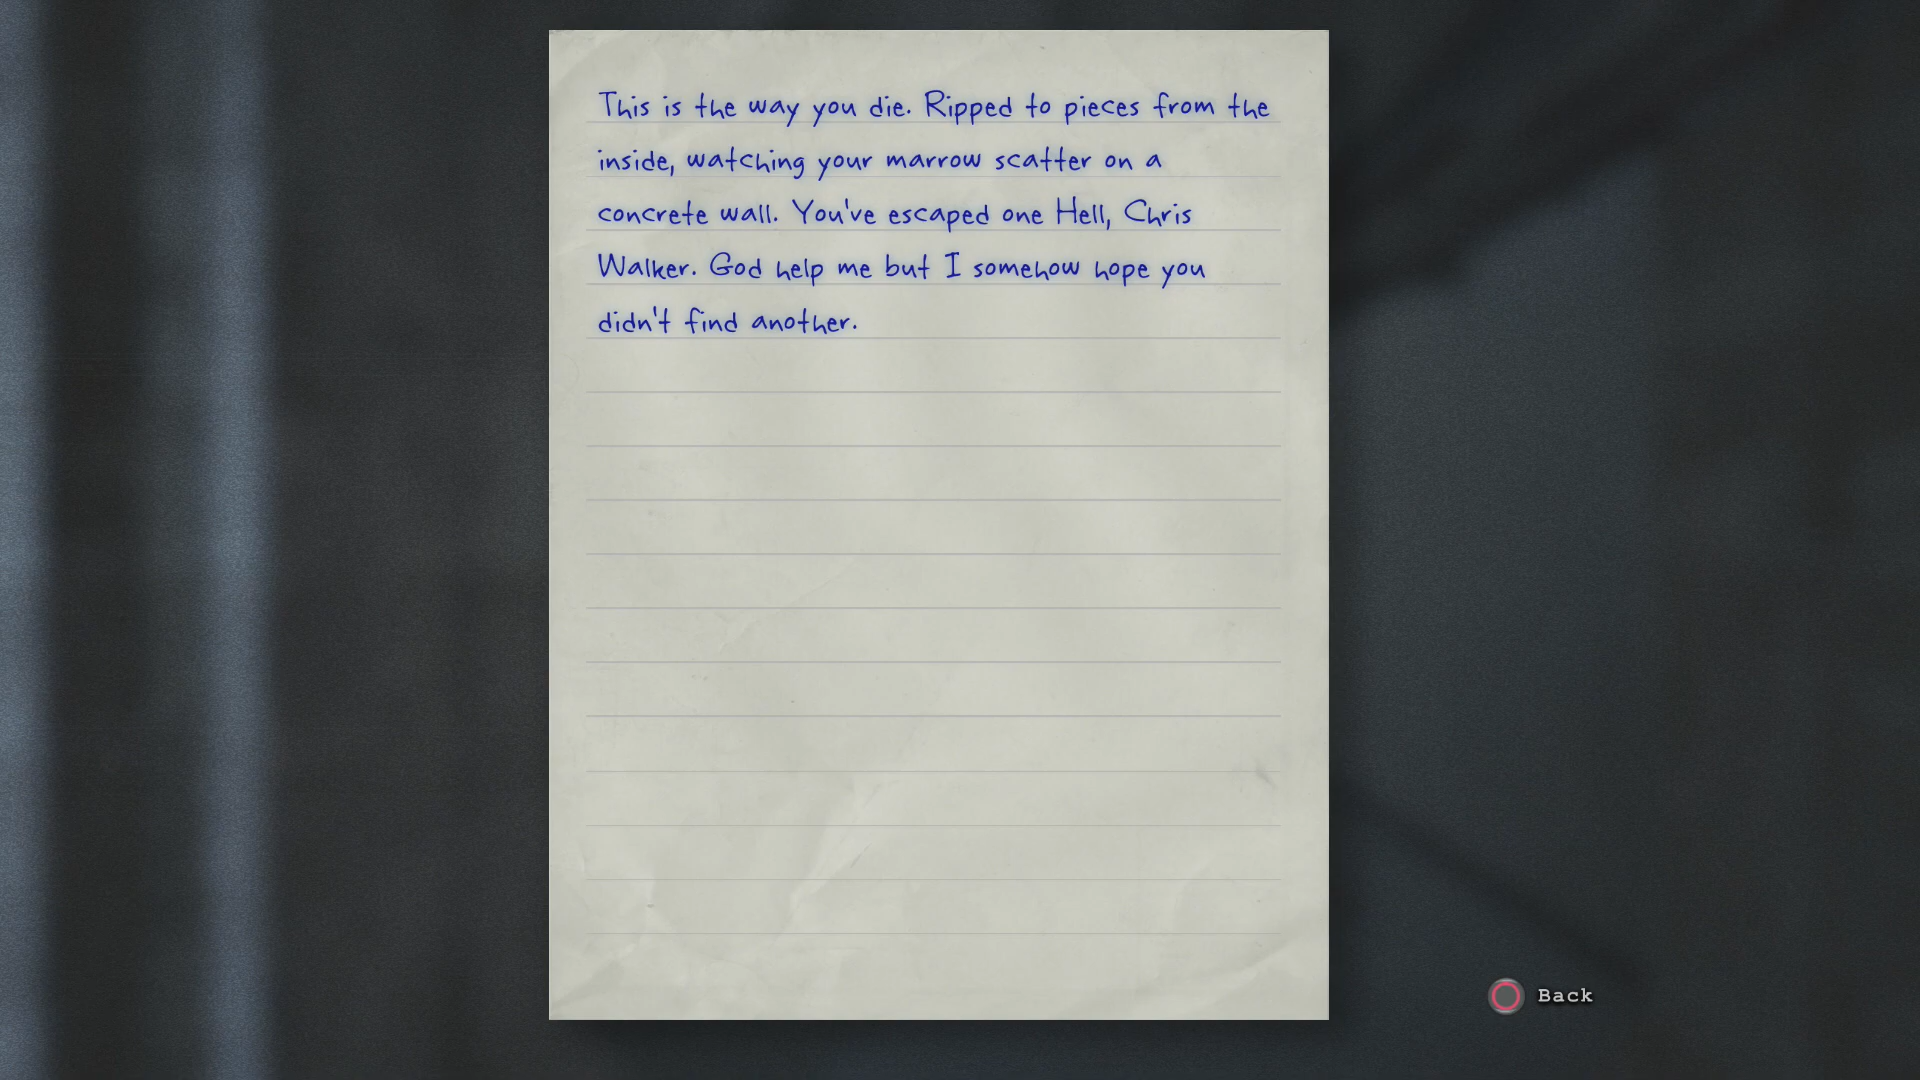 This is the way you die. Ripped to pieces from the
inside, watching your marrow scatter on a
concrete wall. You've escaped one Hell, Chris
Walker. God help me but I somehow hope you
didn't find another.
Back